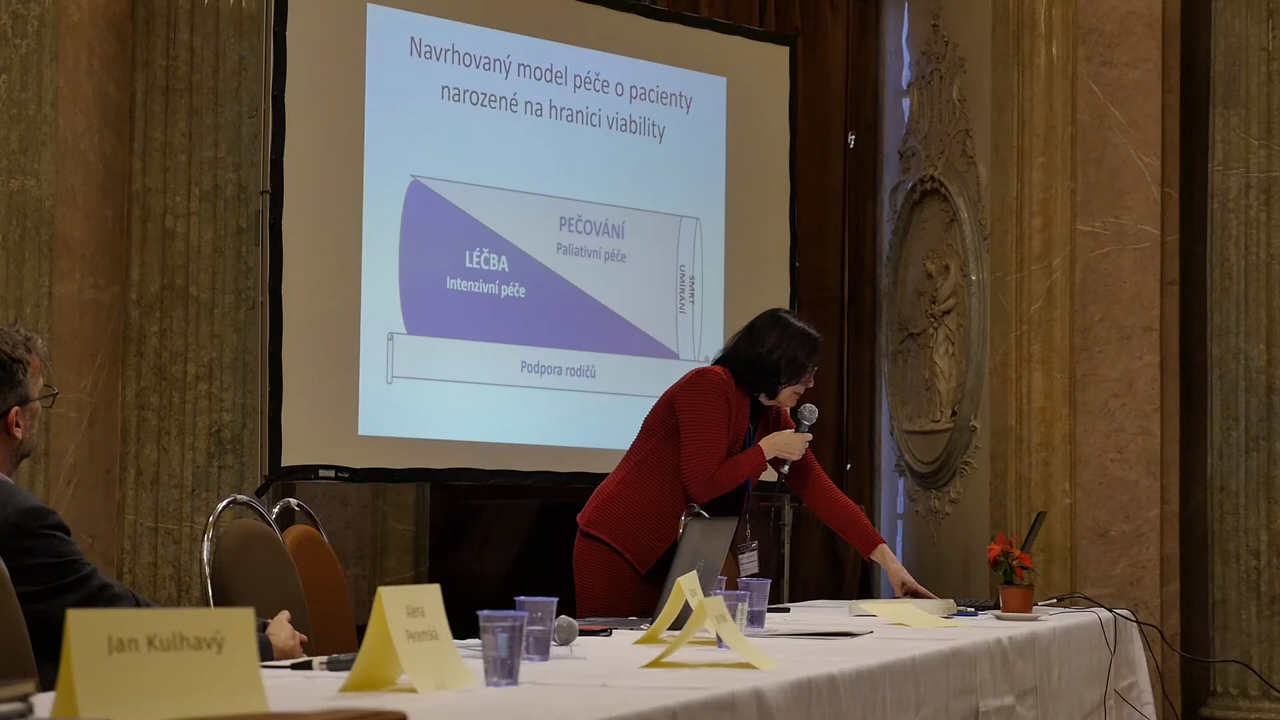 Navrhovaný model péče o pacienty
narozené na hranici viability
PEČOVÁNÍ
Paliativní péče
LÉČBA
Intenzivní péče
SMRT
UMÍRÁNÍ
Podpora rodičů
Jan Kulhavý
Alena